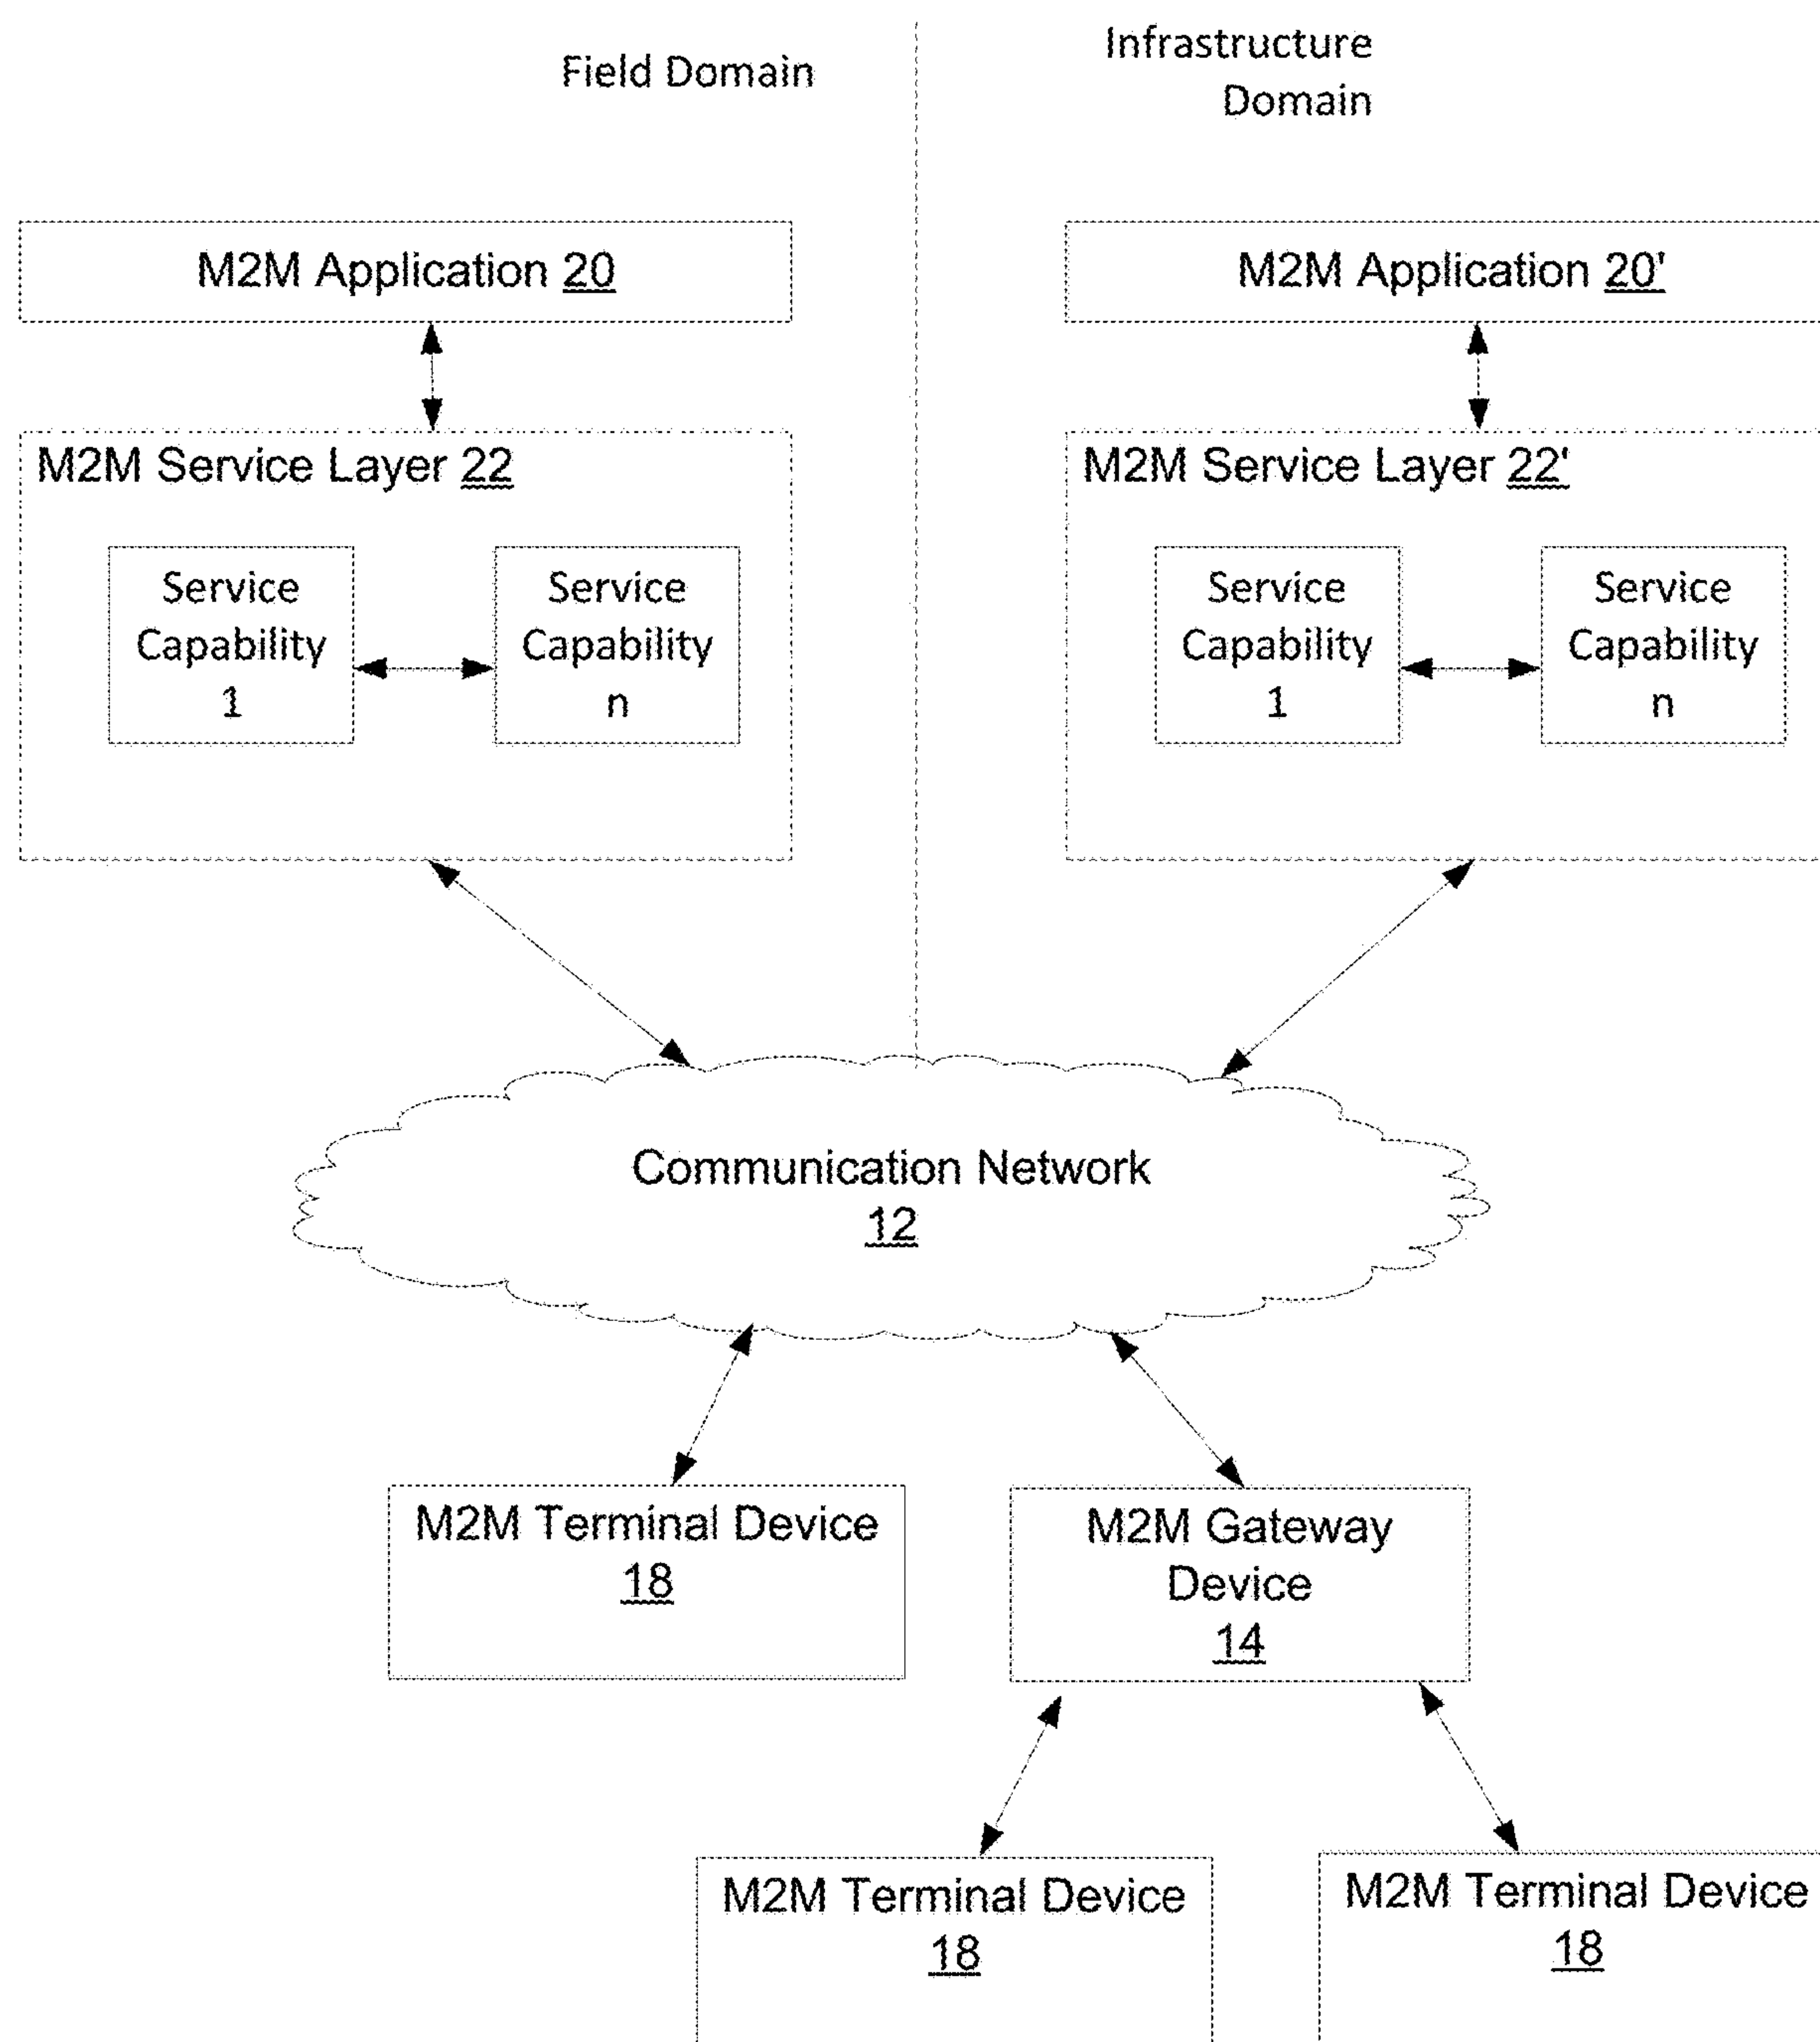 Field Domain
Infrastructure
Domain
M2M Application 20
M2M Application 20'
M2M Service Layer 22
Service
Capability
1
Service
Capability
n
M2M Service Layer 22'
Service
Capability
1
Service
Capability
n
Communication Network
12
M2M Terminal Device
18
M2M Gateway
Device
14
M2M Terminal Device
18
M2M Terminal Device
18